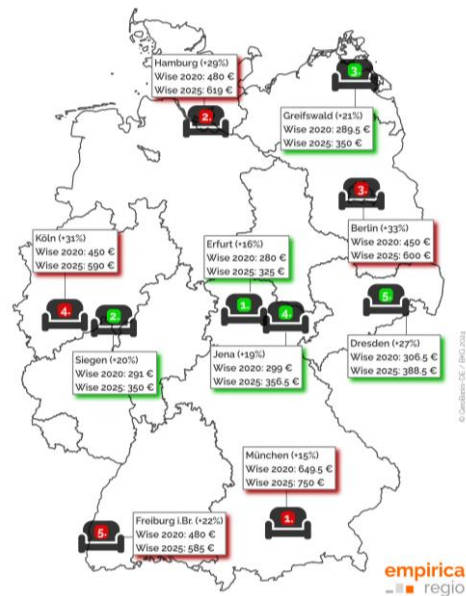 Hamburg (+29%)
Wise 2020: 480 €
Wise 2025: 619 €
2.
3.
Greifswald (+21%)
Wise 2020: 289.5 €
Wise 2025: 350 €
3.
Berlin (+33%)
Wise 2020: 450 €
Wise 2025: 600 €
Köln (+31%)
Wise 2020: 450 €
Wise 2025: 590 €
4.
Erfurt (+16%)
Wise 2020: 280 €
Wise 2025: 325 €
1.
2.
Siegen (+20%)
Wise 2020: 291 €
Wise 2025: 350 €
4.
Jena (+19%)
Wise 2020: 299 €
Wise 2025: 356.5 €
5.
Dresden (+27%)
Wise 2020: 306.5 €
Wise 2025: 388.5 €
München (+15%)
Wise 2020: 649.5 €
Wise 2025: 750 €
1.
5.
Freiburg i.Br. (+22%)
Wise 2020: 480 €
Wise 2025: 585 €
© GeoBasis-DE / BKG 2024
empirica
regio